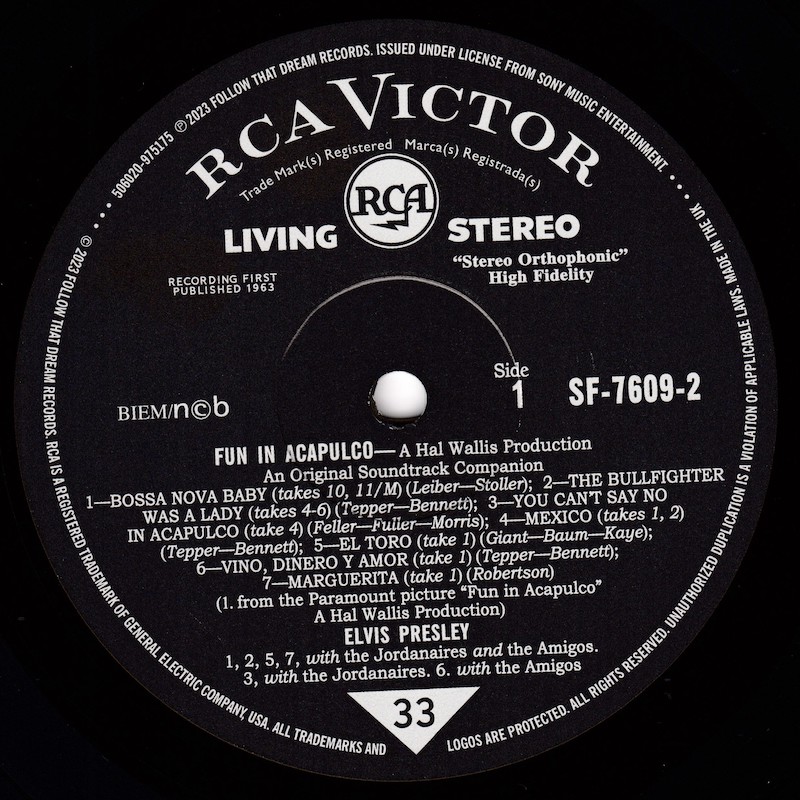 506020-975175 ℗ 2023 FOLLOW THAT DREAM RECORDS. ISSUED UNDER LICENSE FROM SONY MUSIC ENTERTAINMENT.
RCA VICTOR
Trade Mark(s) Registered Marca(s) Registrada(s)
RCA
LIVING STEREO
"Stereo Orthophonic"
High Fidelity
RECORDING FIRST
PUBLISHED 1963
Side
1
SF-7609-2
BIEM/n©b
FUN IN ACAPULCO—A Hal Wallis Production
An Original Soundtrack Companion
1—BOSSA NOVA BABY (takes 10, 11/M) (Leiber—Stoller); 2—THE BULLFIGHTER
WAS A LADY (takes 4-6) (Tepper—Bennett); 3—YOU CAN'T SAY NO
IN ACAPULCO (take 4) (Feller—Fuller—Morris); 4—MEXICO (takes 1, 2)
(Tepper—Bennett); 5—EL TORO (take 1) (Giant—Baum—Kaye);
6—VINO, DINERO Y AMOR (take 1) (Tepper—Bennett);
7—MARGUERITA (take 1) (Robertson)
(1. from the Paramount picture "Fun in Acapulco"
A Hal Wallis Production)
ELVIS PRESLEY
1, 2, 5, 7, with the Jordanaires and the Amigos.
3, with the Jordanaires. 6. with the Amigos
33
© 2023 FOLLOW THAT DREAM RECORDS. RCA IS A REGISTERED TRADEMARK OF GENERAL ELECTRIC COMPANY, USA. ALL TRADEMARKS AND LOGOS ARE PROTECTED. ALL RIGHTS RESERVED. UNAUTHORIZED DUPLICATION IS A VIOLATION OF APPLICABLE LAWS. MADE IN THE UK